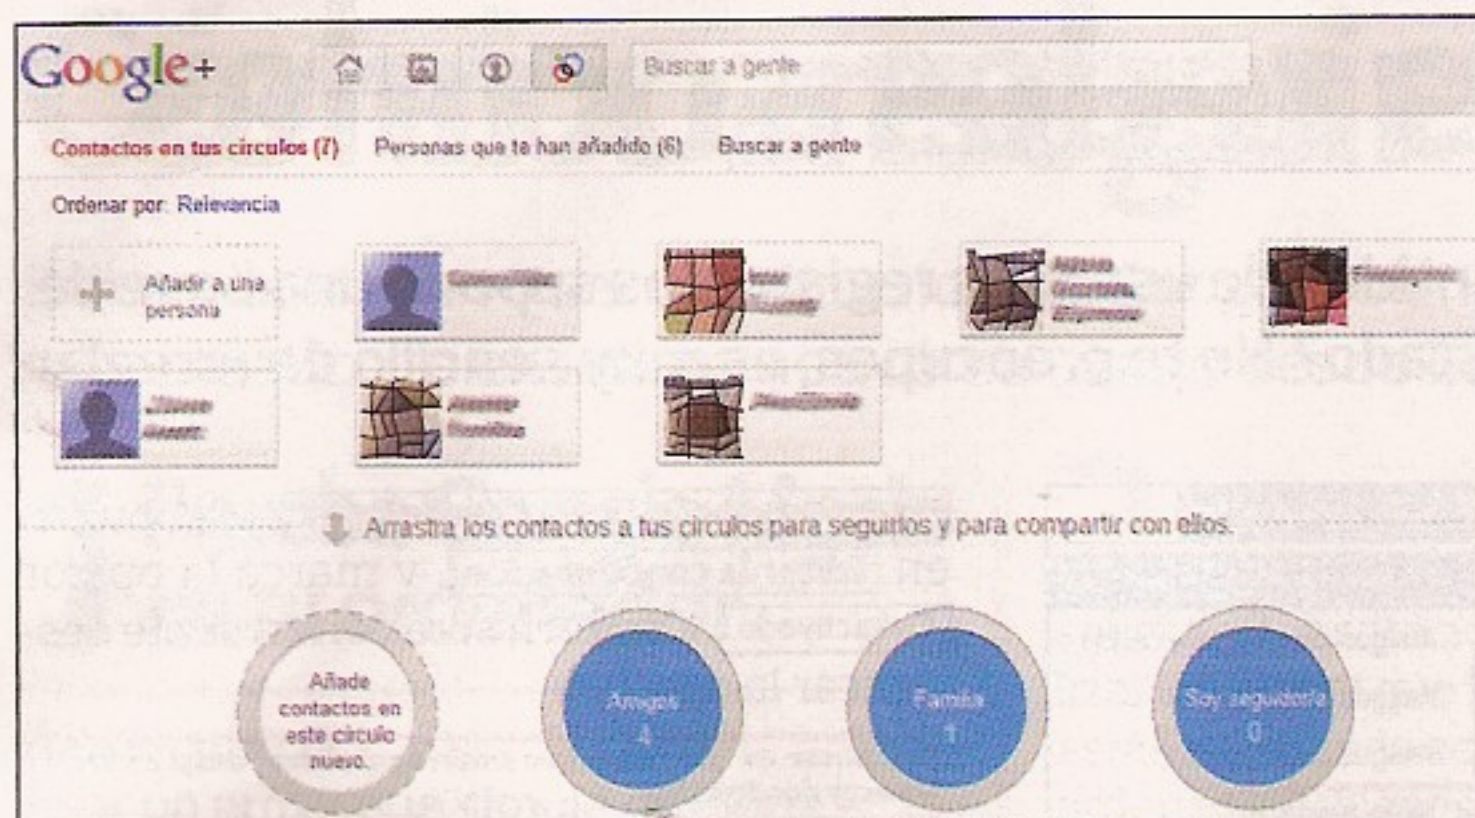 Google+
Buscar a gente
Contactos en tus círculos (7) Personas que te han añadido (6) Buscar a gente
Ordenar por: Relevancia
Añadir a una
persona
Arrastra los contactos a tus círculos para seguirlos y para compartir con ellos.
Añade
contactos en
este círculo
nuevo.
Amigos
4
Familia
1
Soy seguidor/a
0